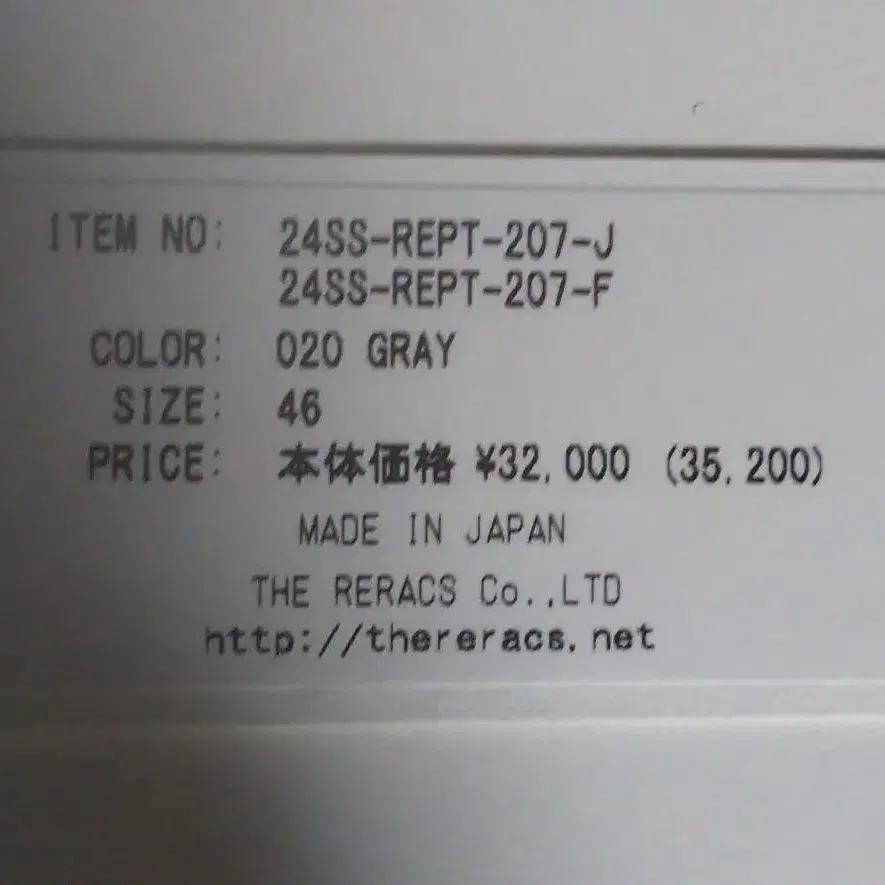 ITEM NO: 24SS-REPT-207-J
24SS-REPT-207-F
COLOR: 020 GRAY
SIZE: 46
PRICE: 本体価格 ¥32,000 (35,200)
MADE IN JAPAN
THE RERACS Co.,LTD
http://thereracs.net